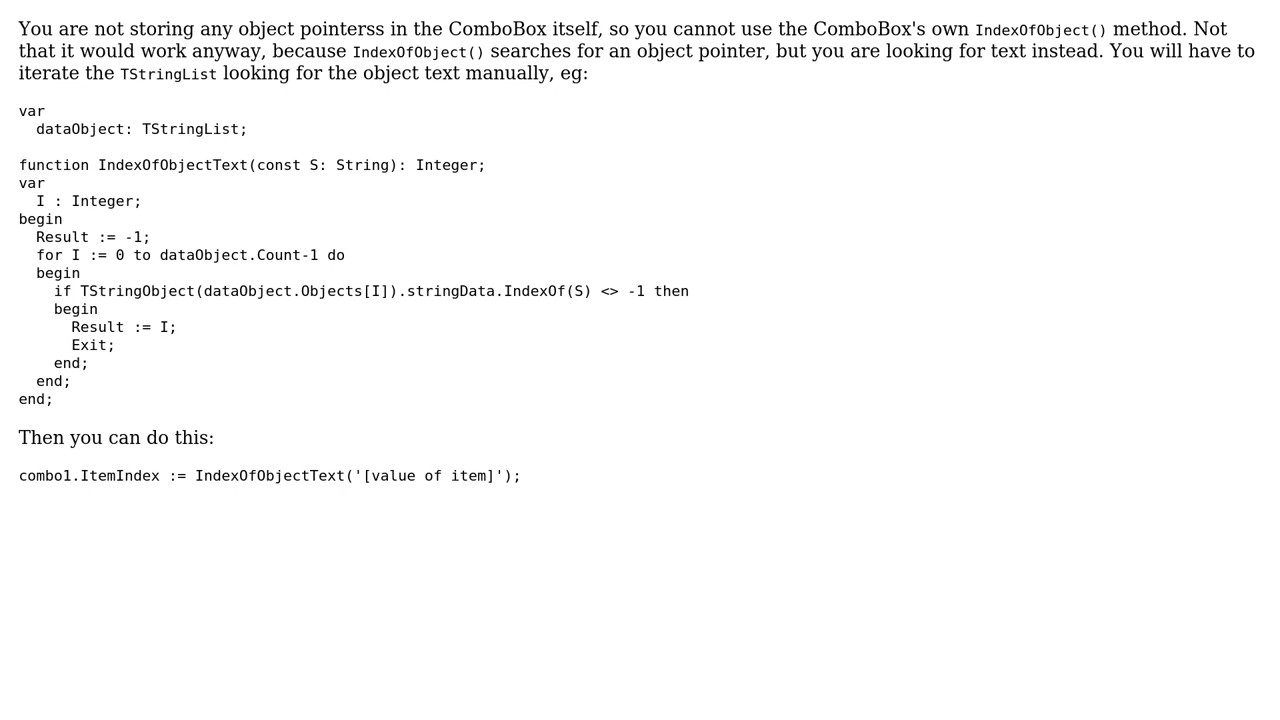 You are not storing any object pointerss in the ComboBox itself, so you cannot use the ComboBox's own IndexOfObject() method. Not
that it would work anyway, because IndexOfObject() searches for an object pointer, but you are looking for text instead. You will have to
iterate the TStringList looking for the object text manually, eg:
var
  dataObject: TStringList;
function IndexOfObjectText(const S: String): Integer;
var
  I : Integer;
begin
  Result := -1;
  for I := 0 to dataObject.Count-1 do
  begin
    if TStringObject(dataObject.Objects[I]).stringData.IndexOf(S) <> -1 then
    begin
      Result := I;
      Exit;
    end;
  end;
end;
Then you can do this:
combo1.ItemIndex := IndexOfObjectText('[value of item]');